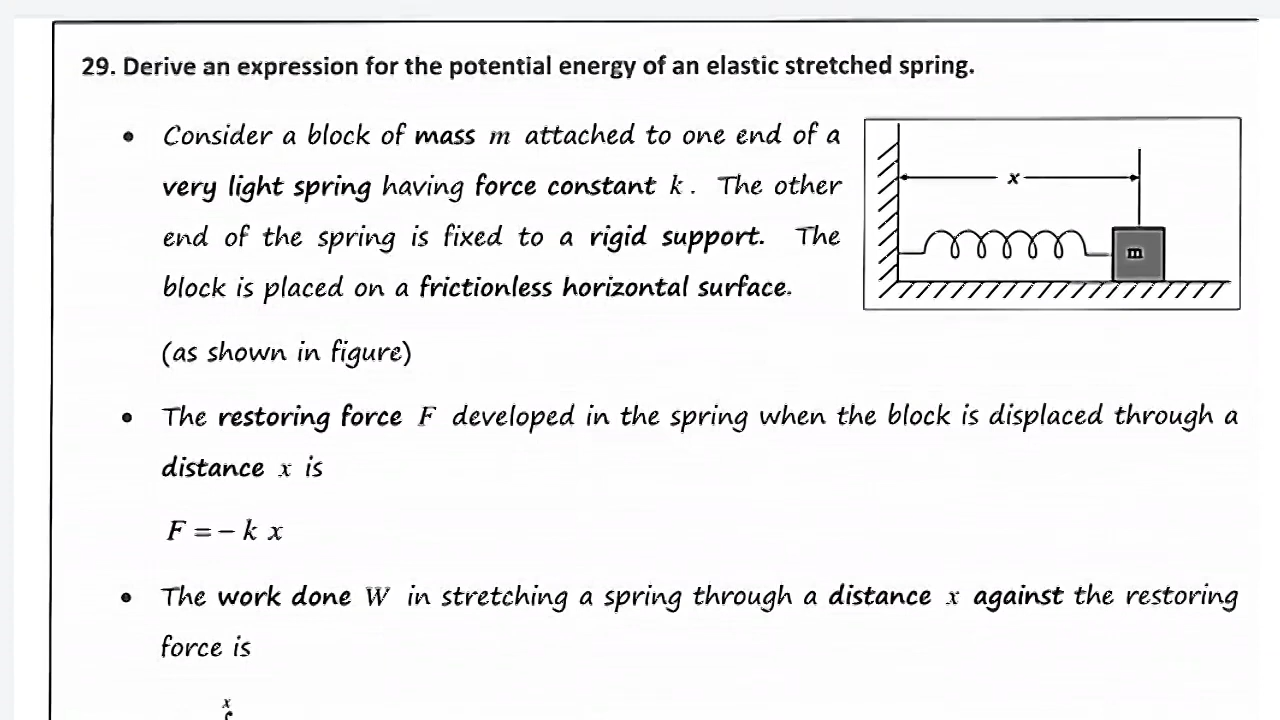 29. Derive an expression for the potential energy of an elastic stretched spring.
• Consider a block of mass m attached to one end of a
very light spring having force constant k. The other
end of the spring is fixed to a rigid support. The
block is placed on a frictionless horizontal surface.
(as shown in figure)
x
m
• The restoring force F developed in the spring when the block is displaced through a
distance x is
F = – k x
• The work done W in stretching a spring through a distance x against the restoring
force is
x